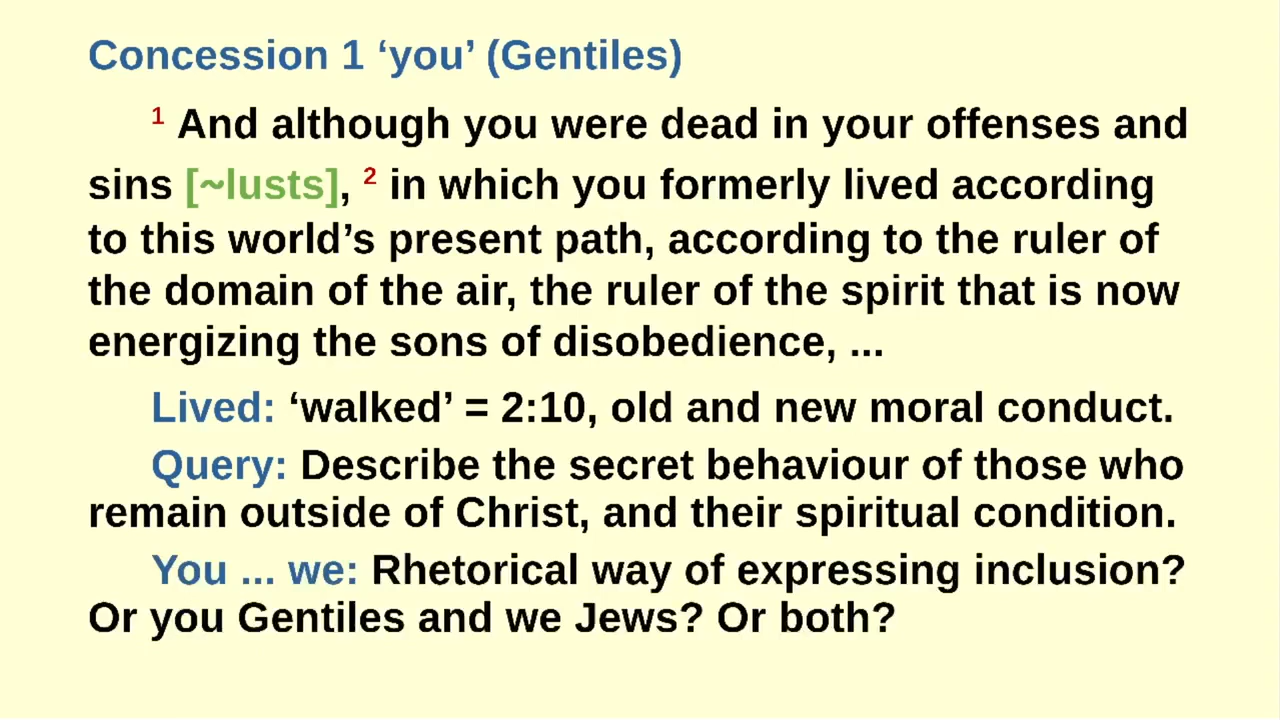 Concession 1 ‘you’ (Gentiles)
1 And although you were dead in your offenses and
sins [~lusts], 2 in which you formerly lived according
to this world’s present path, according to the ruler of
the domain of the air, the ruler of the spirit that is now
energizing the sons of disobedience, ...
Lived: ‘walked’ = 2:10, old and new moral conduct.
Query: Describe the secret behaviour of those who
remain outside of Christ, and their spiritual condition.
You ... we: Rhetorical way of expressing inclusion?
Or you Gentiles and we Jews? Or both?